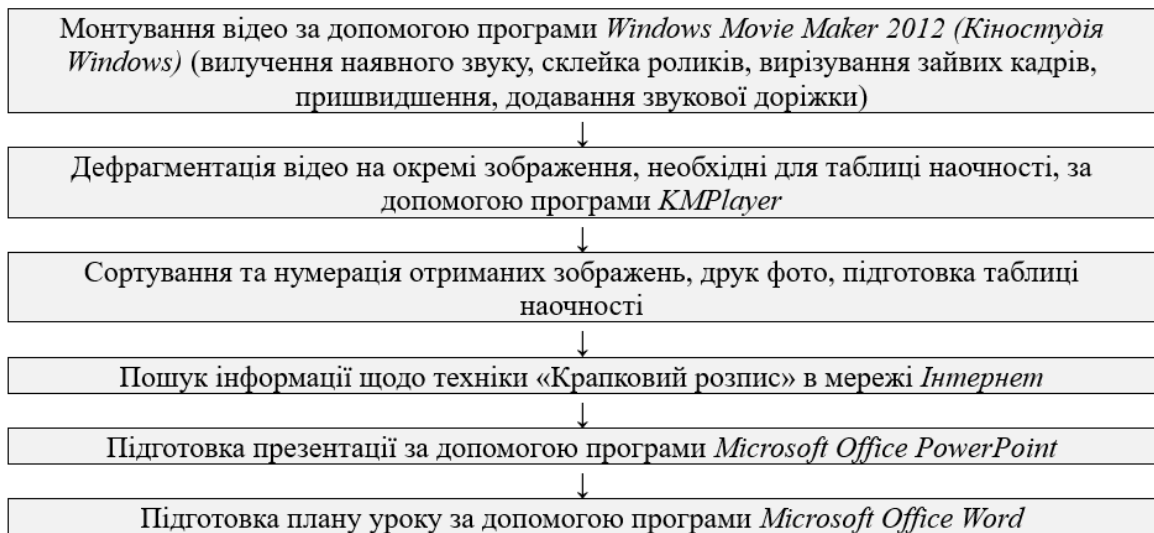 Монтування відео за допомогою програми Windows Movie Maker 2012 (Кіностудія
Windows) (вилучення наявного звуку, склейка роликів, вирізування зайвих кадрів,
пришвидшення, додавання звукової доріжки)
↓
Дефрагментація відео на окремі зображення, необхідні для таблиці наочності, за
допомогою програми KMPlayer
↓
Сортування та нумерація отриманих зображень, друк фото, підготовка таблиці
наочності
↓
Пошук інформації щодо техніки «Крапковий розпис» в мережі Інтернет
↓
Підготовка презентації за допомогою програми Microsoft Office PowerPoint
↓
Підготовка плану уроку за допомогою програми Microsoft Office Word